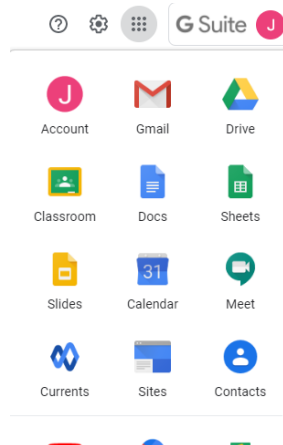 G Suite J
J
Account Gmail Drive
Classroom Docs Sheets
31
Slides Calendar Meet
Currents Sites Contacts